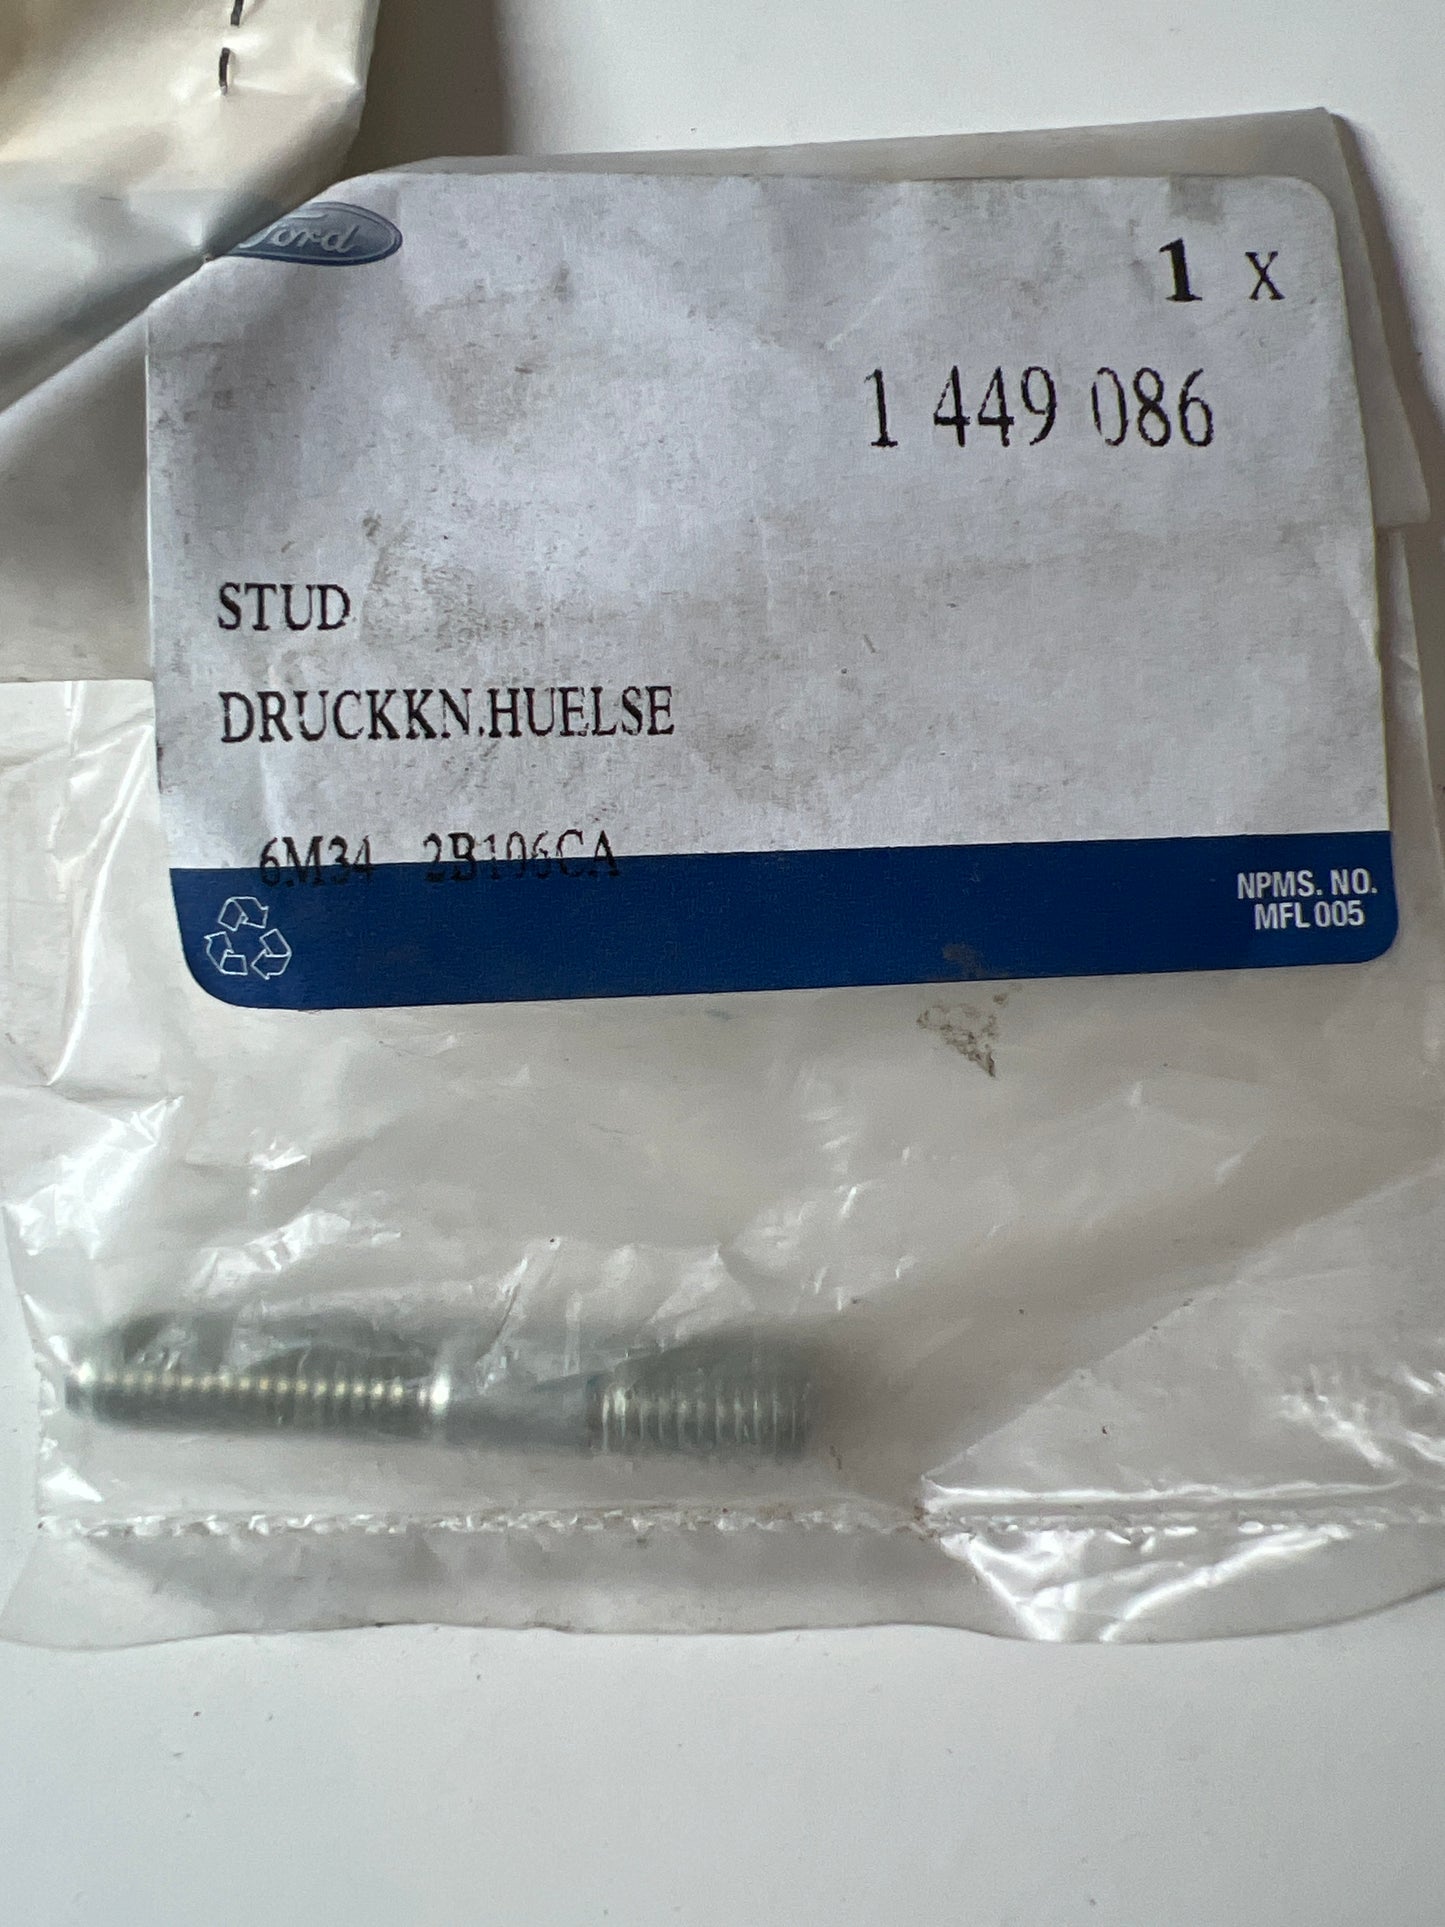 Ford
1 X
1 449 086
STUD
DRUCKKN.HUELSE
6M34 2B106CA
NPMS. NO.
MFL 005